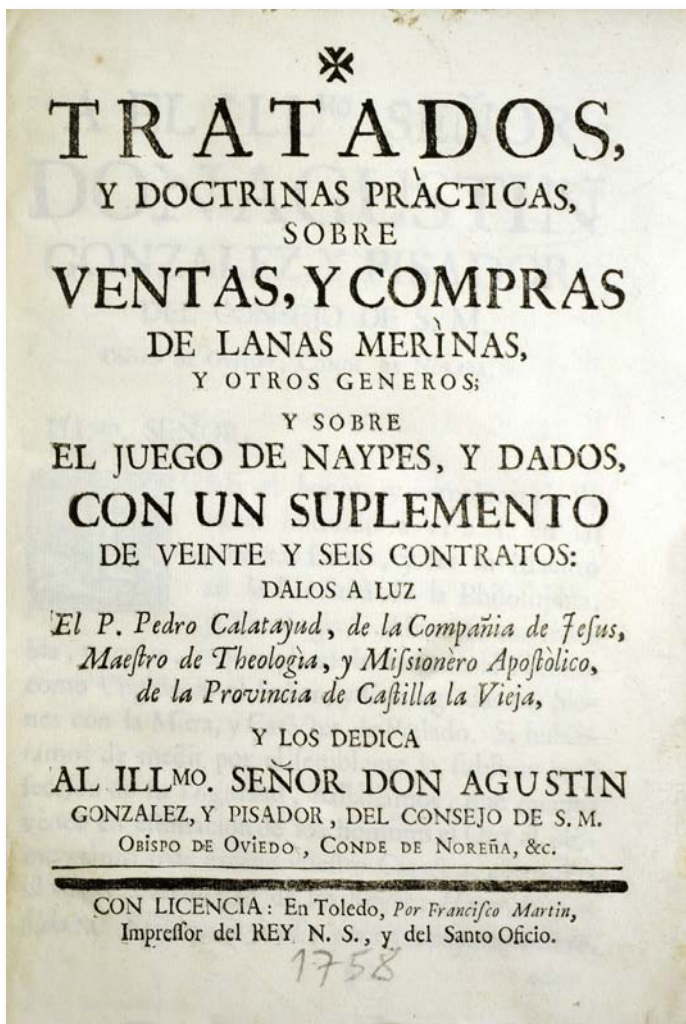 TRATADOS,
Y DOCTRINAS PRÀCTICAS,
SOBRE
VENTAS, Y COMPRAS
DE LANAS MERÌNAS,
Y OTROS GENEROS;
Y SOBRE
EL JUEGO DE NAYPES, Y DADOS,
CON UN SUPLEMENTO
DE VEINTE Y SEIS CONTRATOS:
DALOS A LUZ
El P. Pedro Calatayud, de la Compañia de Jeſus,
Maeſtro de Theologìa, y Miſsionèro Apoſtòlico,
de la Provincia de Caſtilla la Vieja,
Y LOS DEDICA
AL ILLMO. SEÑOR DON AGUSTIN
GONZALEZ, Y PISADOR, DEL CONSEJO DE S. M.
OBISPO DE OVIEDO, CONDE DE NOREÑA, &c.
CON LICENCIA: En Toledo, Por Franciſco Martin,
Impreſſor del REY N. S., y del Santo Oficio.
1758